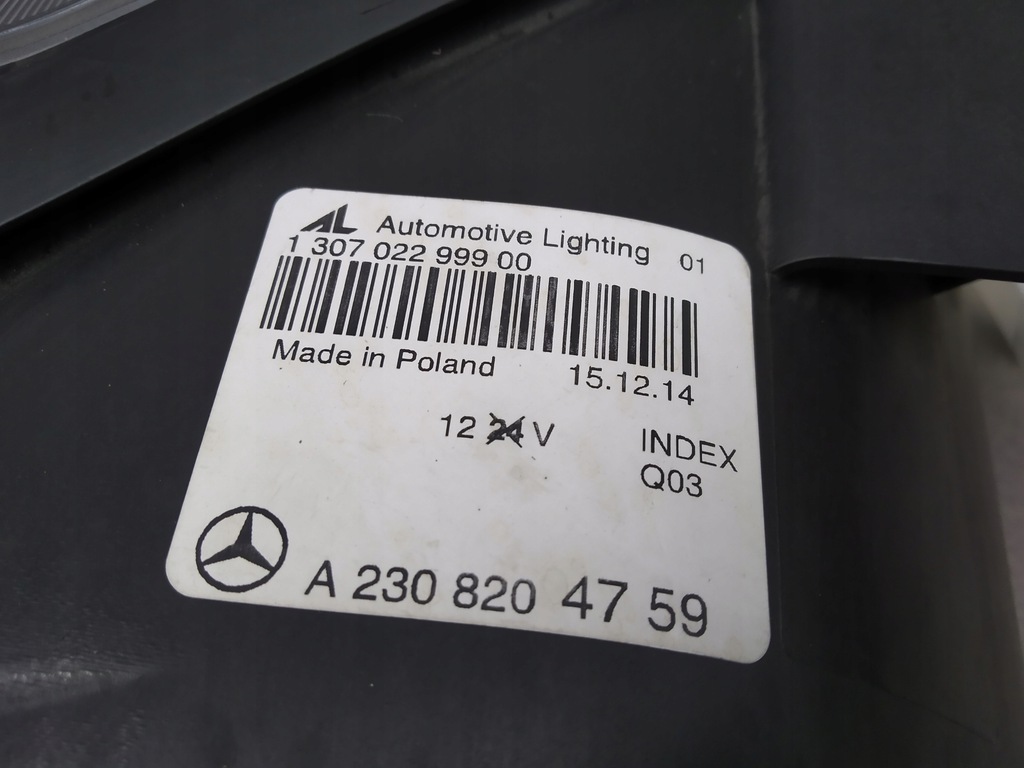 AL Automotive Lighting 01
1 307 022 999 00
Made in Poland 15.12.14
12 24 V INDEX
Q03
A 230 820 47 59